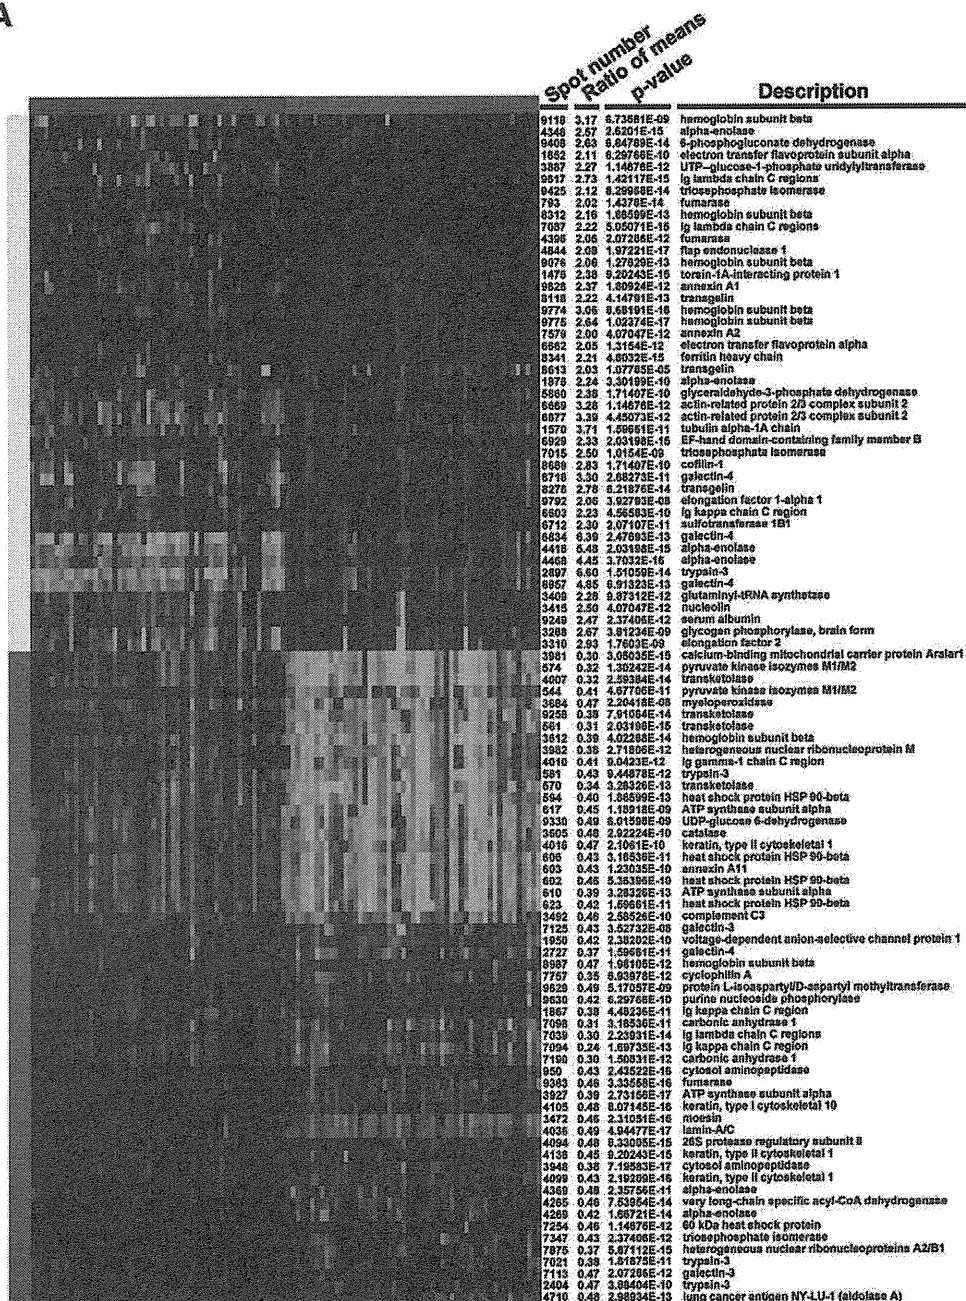 A
Spot number
Ratio of means
p-value
Description
9118 3.17 6.73581E-09 hemoglobin subunit beta
4346 2.57 2.6201E-15 alpha-enolase
9408 2.63 6.84789E-14 6-phosphogluconate dehydrogenase
1852 2.11 6.29766E-10 electron transfer flavoprotein subunit alpha
3887 2.27 1.14676E-12 UTP--glucose-1-phosphate uridylyltransferase
9517 2.73 1.42117E-15 Ig lambda chain C regions
9425 2.12 8.29968E-14 triosephosphate isomerase
793 2.02 1.4378E-14 fumarase
8312 2.16 1.86599E-13 hemoglobin subunit beta
7087 2.22 5.05071E-15 Ig lambda chain C regions
4396 2.06 2.07286E-12 fumarase
4844 2.08 1.97221E-17 flap endonuclease 1
9076 2.06 1.27629E-13 hemoglobin subunit beta
1476 2.38 9.20243E-15 torsin-1A-interacting protein 1
9828 2.37 1.80924E-12 annexin A1
8118 2.22 4.14791E-13 transgelin
9774 3.06 8.68191E-18 hemoglobin subunit beta
9775 2.64 1.02374E-17 hemoglobin subunit beta
7579 2.00 4.07047E-12 annexin A2
6662 2.05 1.3154E-12 electron transfer flavoprotein alpha
8341 2.21 4.8032E-15 ferritin heavy chain
8613 2.03 1.07785E-05 transgelin
1878 2.24 3.30199E-10 alpha-enolase
5860 2.38 1.71407E-10 glyceraldehyde-3-phosphate dehydrogenase
6669 3.28 1.14676E-12 actin-related protein 2/3 complex subunit 2
6677 3.39 4.45073E-12 actin-related protein 2/3 complex subunit 2
1570 3.71 1.59661E-11 tubulin alpha-1A chain
6929 2.33 2.03198E-15 EF-hand domain-containing family member B
7015 2.50 1.0154E-09 triosephosphate isomerase
8689 2.83 1.71407E-10 cofilin-1
6718 3.30 2.68273E-11 galectin-4
8278 2.78 6.21876E-14 transgelin
9792 2.05 3.92793E-08 elongation factor 1-alpha 1
6603 2.23 4.56583E-10 Ig kappa chain C region
6712 2.30 2.07107E-11 sulfotransferase 1B1
6834 6.39 2.47693E-13 galectin-4
4418 5.48 2.03198E-15 alpha-enolase
4468 4.45 3.7032E-16 alpha-enolase
2897 6.60 1.51059E-14 trypsin-3
6957 4.85 6.91323E-13 galectin-4
3409 2.28 9.87312E-12 glutaminyl-tRNA synthetase
3415 2.50 4.07047E-12 nucleolin
9249 2.47 2.37406E-12 serum albumin
3268 2.67 3.81234E-09 glycogen phosphorylase, brain form
3310 2.93 1.7603E-09 elongation factor 2
3981 0.30 3.05035E-15 calcium-binding mitochondrial carrier protein Aralar1
574 0.32 1.30242E-14 pyruvate kinase isozymes M1/M2
4007 0.32 2.59384E-14 transketolase
544 0.41 4.67706E-11 pyruvate kinase isozymes M1/M2
3684 0.47 2.20418E-08 myeloperoxidase
9258 0.38 7.91064E-14 transketolase
561 0.31 2.03198E-15 transketolase
3612 0.39 4.02268E-14 hemoglobin subunit beta
3982 0.38 2.71806E-12 heterogeneous nuclear ribonucleoprotein M
4010 0.41 9.0423E-12 Ig gamma-1 chain C region
581 0.43 9.44878E-12 trypsin-3
570 0.34 3.28326E-13 transketolase
594 0.40 1.86599E-13 heat shock protein HSP 90-beta
617 0.45 1.18918E-09 ATP synthase subunit alpha
9330 0.49 6.01598E-09 UDP-glucose 6-dehydrogenase
3605 0.48 2.92224E-10 catalase
4016 0.47 2.1061E-10 keratin, type II cytoskeletal 1
606 0.43 3.16536E-11 heat shock protein HSP 90-beta
603 0.43 1.23035E-10 annexin A11
602 0.46 5.36396E-10 heat shock protein HSP 90-beta
610 0.39 3.28326E-13 ATP synthase subunit alpha
623 0.42 1.59661E-11 heat shock protein HSP 90-beta
3492 0.46 2.58526E-10 complement C3
7125 0.43 3.52732E-08 galectin-3
1950 0.42 2.38202E-10 voltage-dependent anion-selective channel protein 1
2727 0.37 1.59661E-11 galectin-4
8987 0.47 1.98105E-12 hemoglobin subunit beta
7757 0.35 6.93978E-12 cyclophilin A
9629 0.49 5.17057E-09 protein L-isoaspartyl/D-aspartyl methyltransferase
9630 0.42 6.29766E-10 purine nucleoside phosphorylase
1867 0.38 4.48236E-11 Ig kappa chain C region
7098 0.31 3.16536E-11 carbonic anhydrase 1
7039 0.30 2.23931E-14 Ig lambda chain C regions
7094 0.24 1.69735E-13 Ig kappa chain C region
7190 0.30 1.50831E-12 carbonic anhydrase 1
950 0.43 2.43522E-16 cytosol aminopeptidase
9363 0.46 3.33558E-16 fumarase
3927 0.39 2.73156E-17 ATP synthase subunit alpha
4105 0.48 8.07145E-16 keratin, type I cytoskeletal 10
3472 0.46 2.31051E-16 moesin
4036 0.49 4.94477E-17 lamin-A/C
4094 0.48 8.33005E-15 26S protease regulatory subunit 8
4138 0.45 9.20243E-15 keratin, type II cytoskeletal 1
3948 0.38 7.19583E-17 cytosol aminopeptidase
4099 0.43 2.19209E-16 keratin, type II cytoskeletal 1
4369 0.49 2.35756E-11 alpha-enolase
4265 0.46 7.53954E-14 very long-chain specific acyl-CoA dehydrogenase
4269 0.42 1.66721E-14 alpha-enolase
7254 0.46 1.14676E-12 60 kDa heat shock protein
7347 0.43 2.37406E-12 triosephosphate isomerase
7875 0.37 5.87112E-15 heterogeneous nuclear ribonucleoproteins A2/B1
7021 0.38 1.81875E-11 trypsin-3
7113 0.47 2.07286E-12 galectin-3
2404 0.47 3.88404E-10 trypsin-3
4710 0.48 2.98934E-13 lung cancer antigen NY-LU-1 (aldolase A)